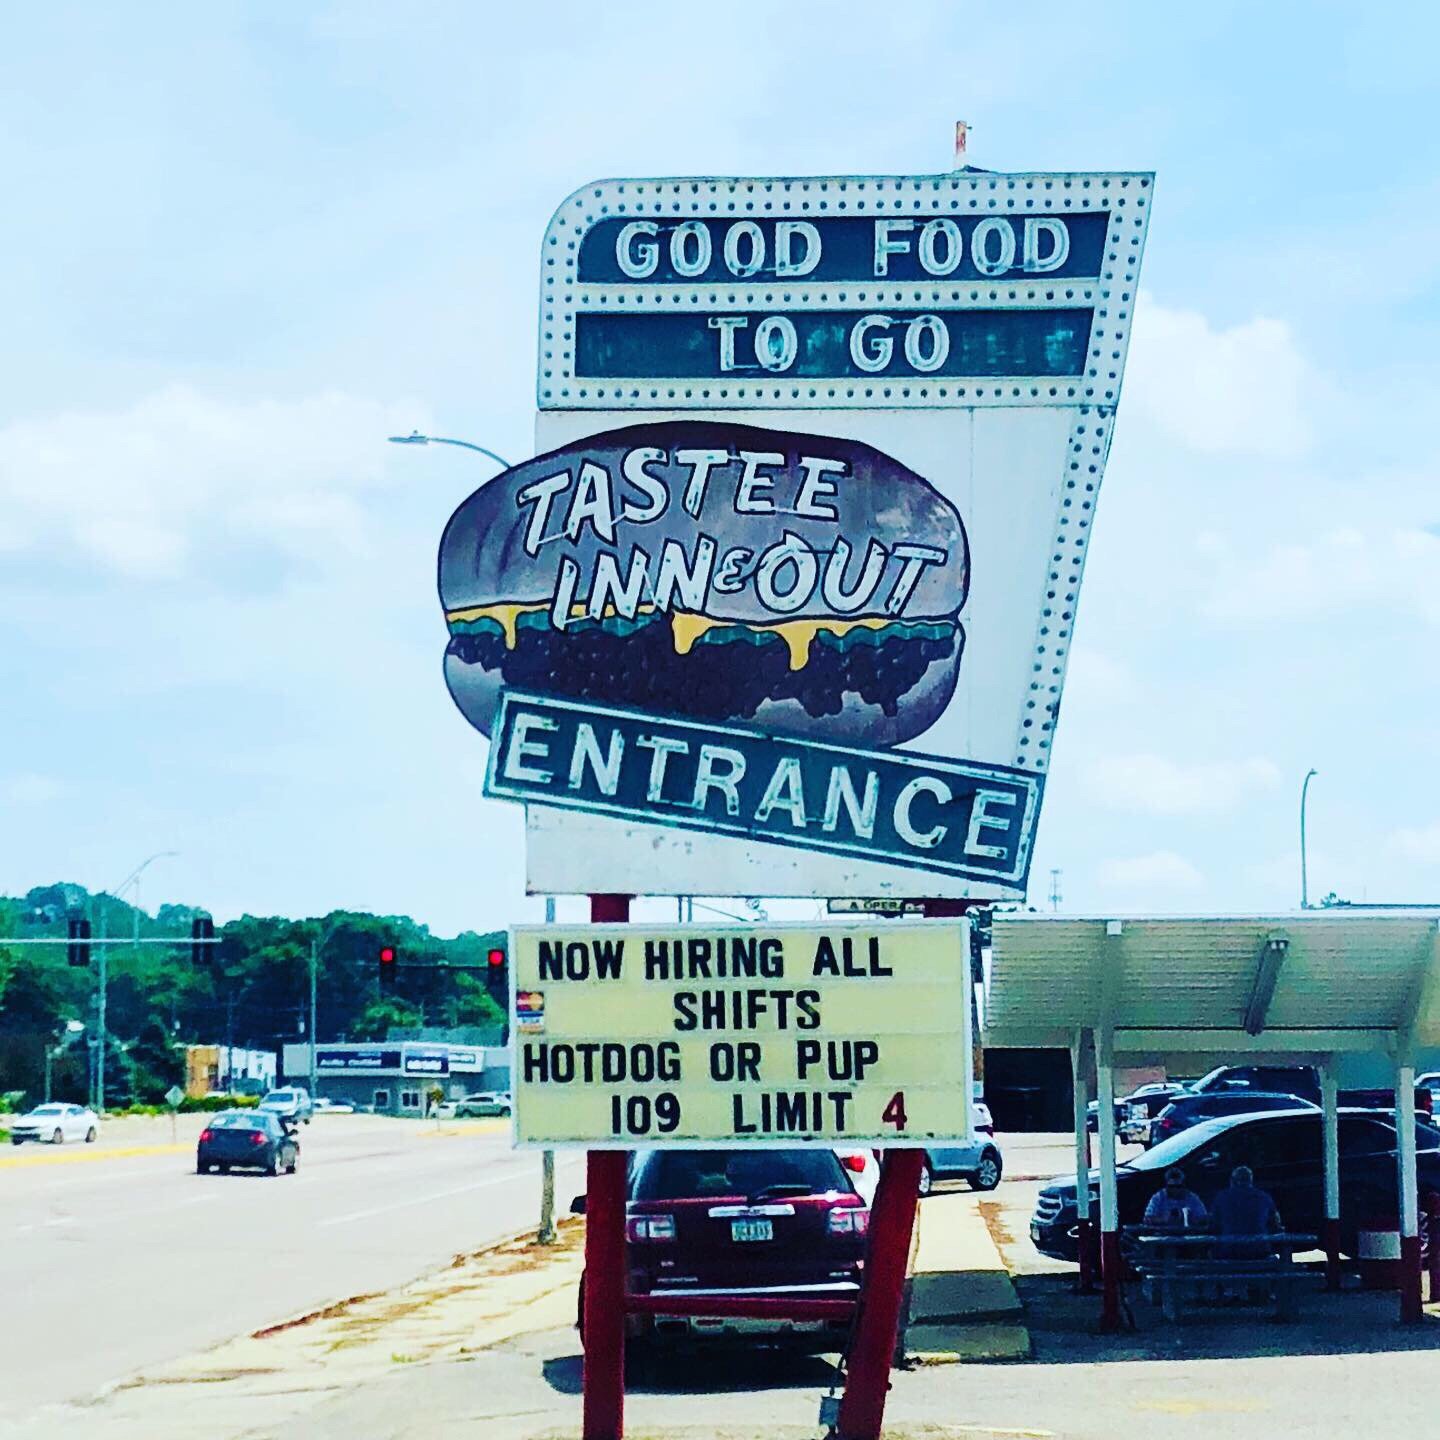 GOOD FOOD
TO GO
TASTEE
INN & OUT
ENTRANCE
NOW HIRING ALL
SHIFTS
HOTDOG OR PUP
109 LIMIT 4